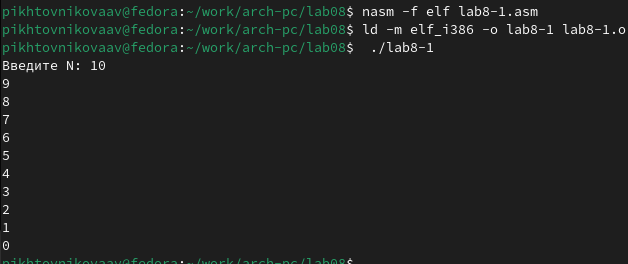 pikhtovnikovaav@fedora:~/work/arch-pc/lab08$ nasm -f elf lab8-1.asm
pikhtovnikovaav@fedora:~/work/arch-pc/lab08$ ld -m elf_i386 -o lab8-1 lab8-1.o
pikhtovnikovaav@fedora:~/work/arch-pc/lab08$  ./lab8-1
Введите N: 10
9
8
7
6
5
4
3
2
1
0
pikhtovnikovaav@fedora:~/work/arch-pc/lab08$